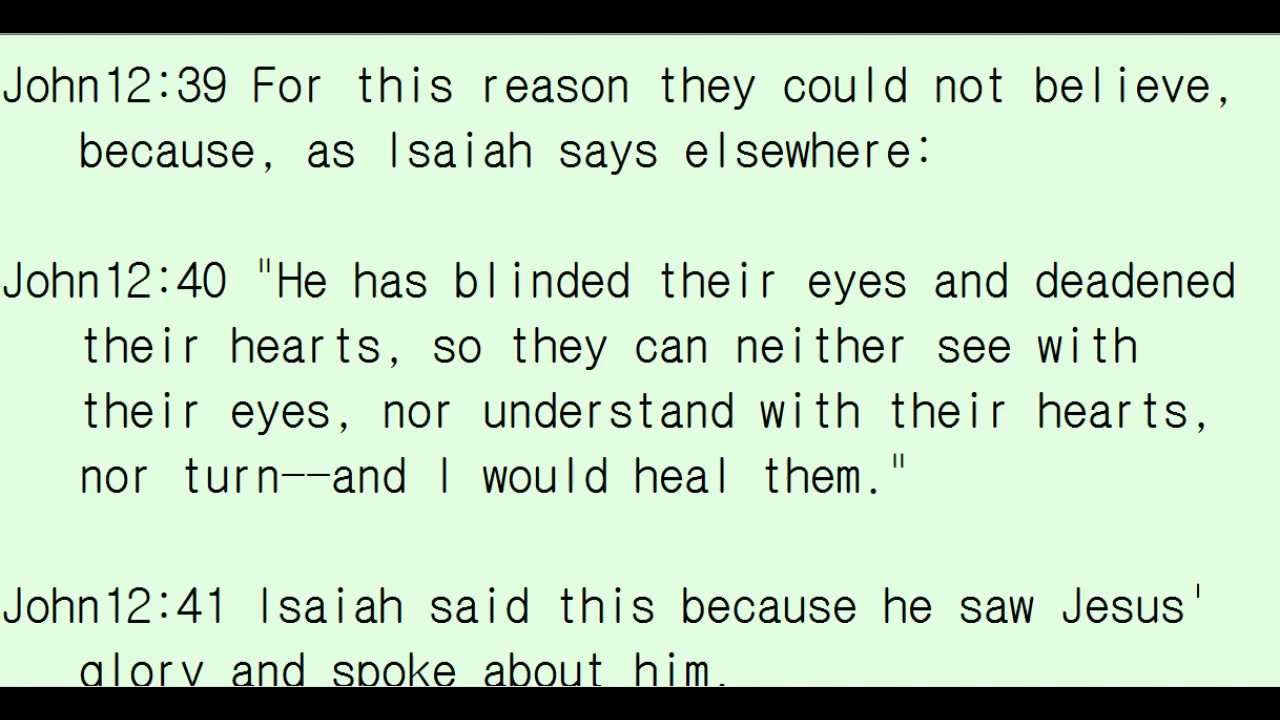 John12:39 For this reason they could not believe,
because, as Isaiah says elsewhere:
John12:40 "He has blinded their eyes and deadened
their hearts, so they can neither see with
their eyes, nor understand with their hearts,
nor turn--and I would heal them."
John12:41 Isaiah said this because he saw Jesus'
glory and spoke about him.